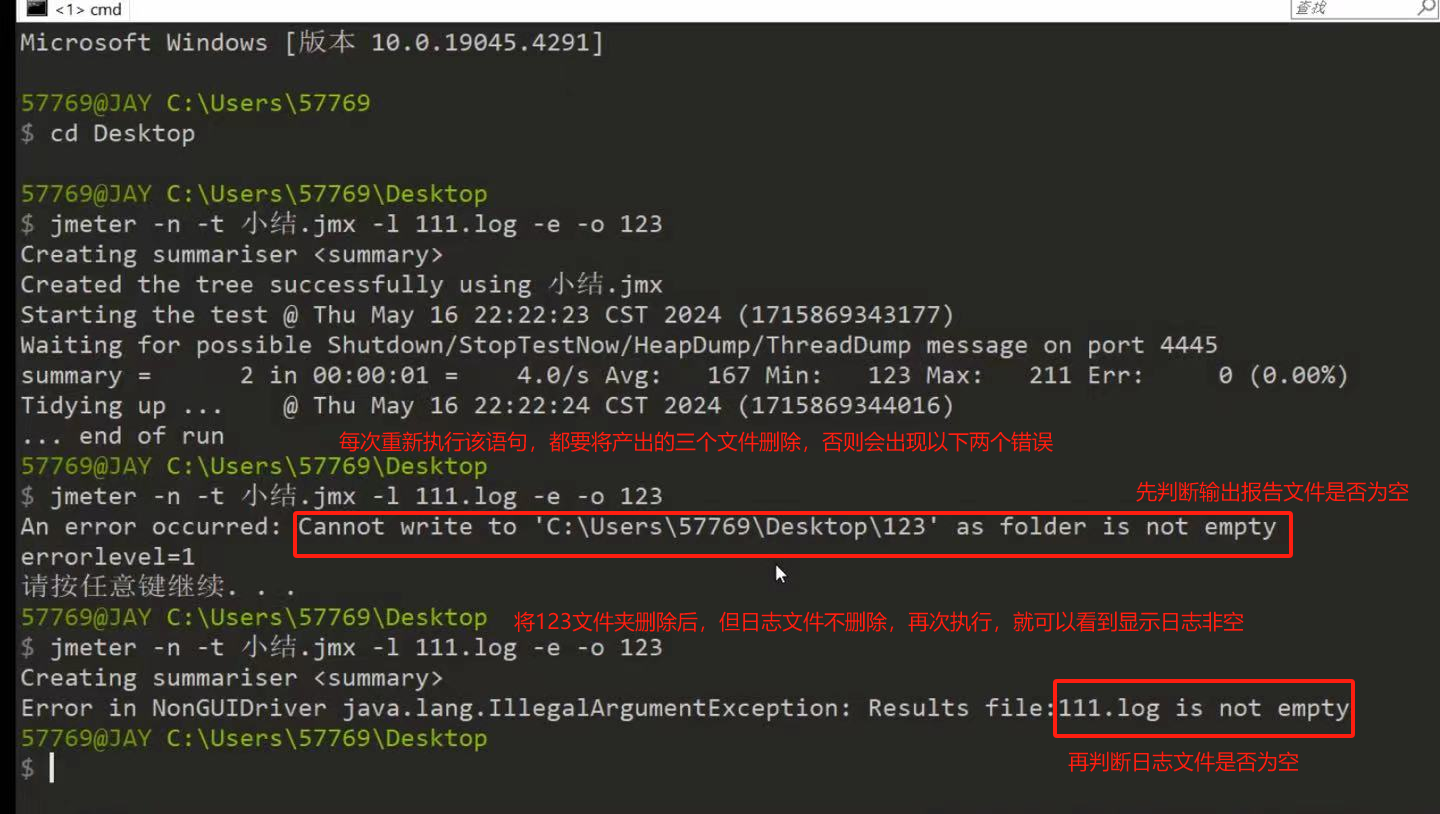 <1> cmd
查找
Microsoft Windows [版本 10.0.19045.4291]
57769@JAY C:\Users\57769
$ cd Desktop
57769@JAY C:\Users\57769\Desktop
$ jmeter -n -t 小结.jmx -l 111.log -e -o 123
Creating summariser <summary>
Created the tree successfully using 小结.jmx
Starting the test @ Thu May 16 22:22:23 CST 2024 (1715869343177)
Waiting for possible Shutdown/StopTestNow/HeapDump/ThreadDump message on port 4445
summary =      2 in 00:00:01 =    4.0/s Avg:   167 Min:   123 Max:   211 Err:     0 (0.00%)
Tidying up ...    @ Thu May 16 22:22:24 CST 2024 (1715869344016)
... end of run
每次重新执行该语句，都要将产出的三个文件删除，否则会出现以下两个错误
57769@JAY C:\Users\57769\Desktop
$ jmeter -n -t 小结.jmx -l 111.log -e -o 123
先判断输出报告文件是否为空
An error occurred: Cannot write to 'C:\Users\57769\Desktop\123' as folder is not empty
errorlevel=1
请按任意键继续. . .
57769@JAY C:\Users\57769\Desktop
将123文件夹删除后，但日志文件不删除，再次执行，就可以看到显示日志非空
$ jmeter -n -t 小结.jmx -l 111.log -e -o 123
Creating summariser <summary>
Error in NonGUIDriver java.lang.IllegalArgumentException: Results file:111.log is not empty
57769@JAY C:\Users\57769\Desktop
再判断日志文件是否为空
$